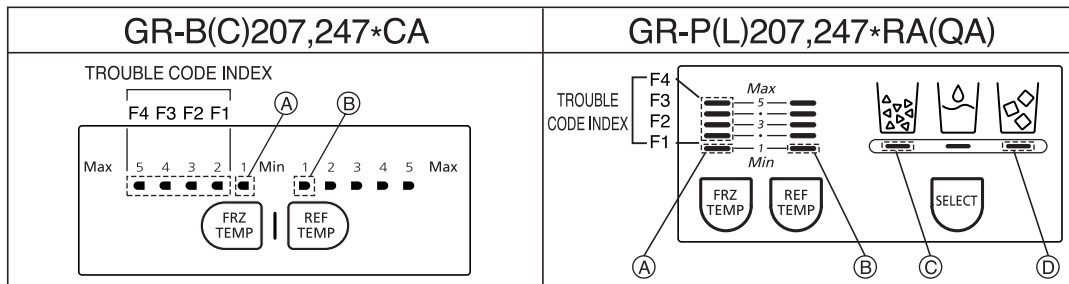 GR-B(C)207,247*CA
TROUBLE CODE INDEX
F4 F3 F2 F1
A
B
Max 5 4 3 2 1 Min 1 2 3 4 5 Max
FRZ TEMP
REF TEMP
GR-P(L)207,247*RA(QA)
TROUBLE
CODE INDEX
F4
F3
F2
F1
Max
5
3
1
Min
FRZ TEMP
REF TEMP
SELECT
A
B
C
D